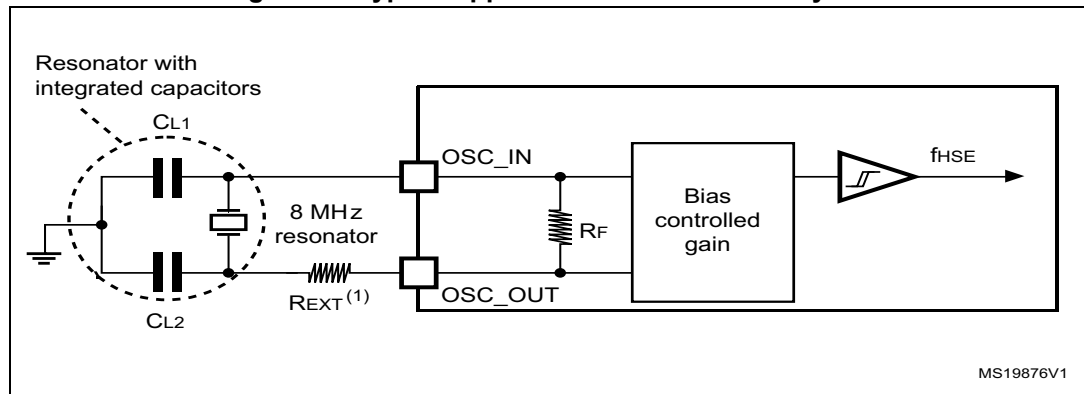 Resonator with
integrated capacitors
CL1
OSC_IN
fHSE
8 MHz
resonator
RF
Bias
controlled
gain
REXT (1)
OSC_OUT
CL2
MS19876V1